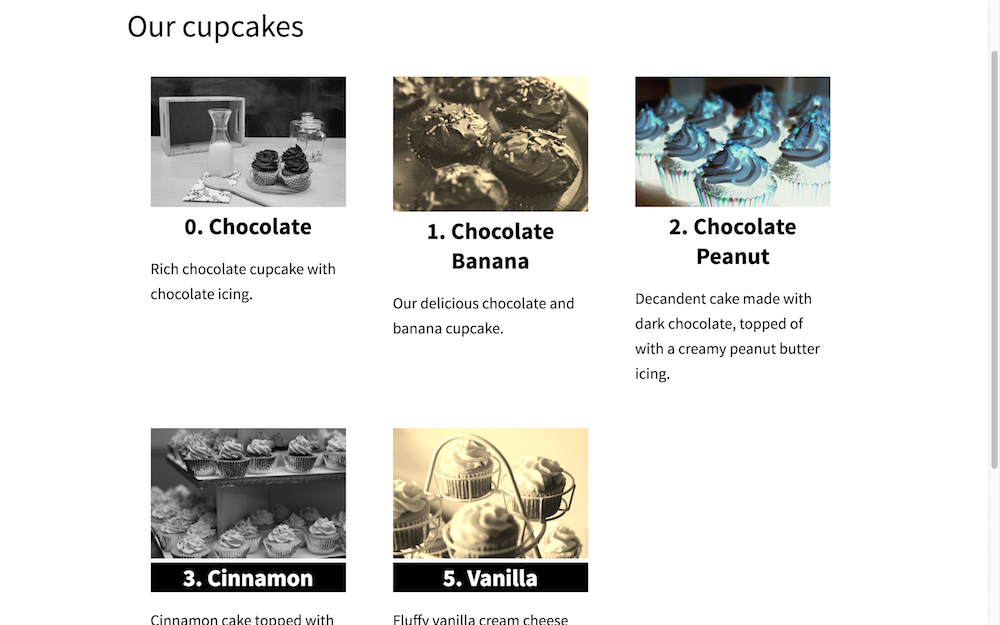 Our cupcakes
0. Chocolate
Rich chocolate cupcake with
chocolate icing.
1. Chocolate
Banana
Our delicious chocolate and
banana cupcake.
2. Chocolate
Peanut
Decandent cake made with
dark chocolate, topped of
with a creamy peanut butter
icing.
3. Cinnamon
Cinnamon cake topped with
5. Vanilla
Fluffy vanilla cream cheese